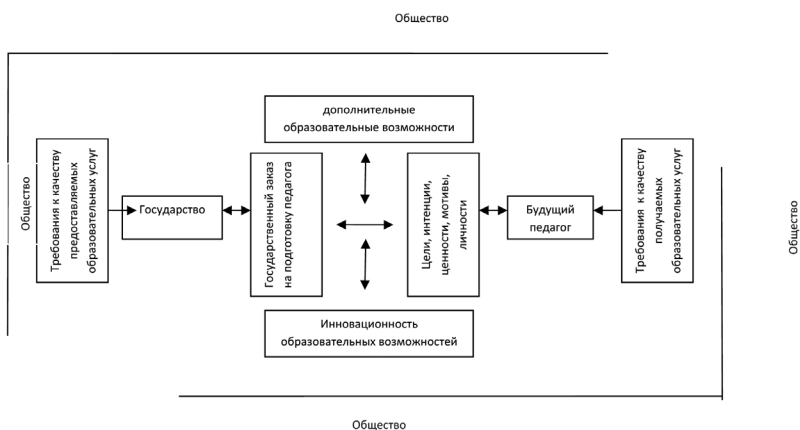 Общество
дополнительные
образовательные возможности
Общество
Требования к качеству
предоставляемых
образовательных услуг
Государство
Государственный заказ
на подготовку педагога
Цели, интенции,
ценности, мотивы,
личности
Будущий
педагог
Требования к качеству
получаемых
образовательных услуг
Общество
Инновационность
образовательных возможностей
Общество